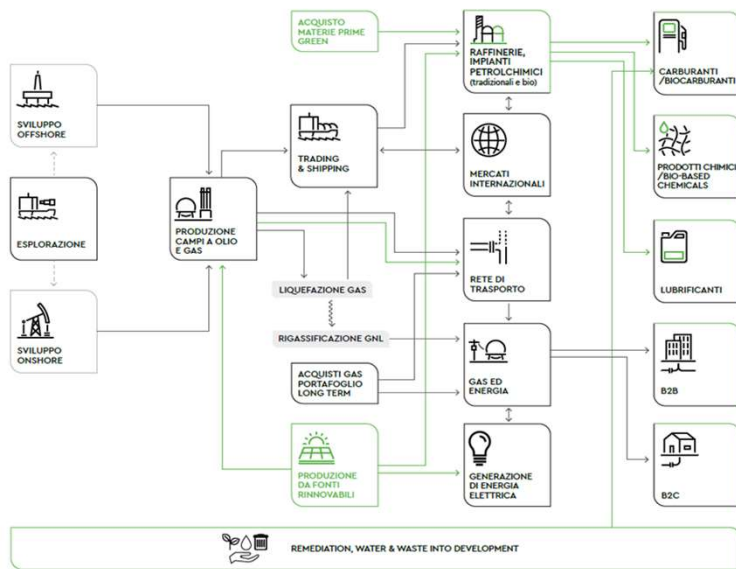 ACQUISTO
MATERIE PRIME
GREEN
RAFFINERIE,
IMPIANTI
PETROLCHIMICI
(tradizionali e bio)
CARBURANTI
/BIOCARBURANTI
SVILUPPO
OFFSHORE
TRADING
& SHIPPING
MERCATI
INTERNAZIONALI
PRODOTTI CHIMICI
/BIO-BASED
CHEMICALS
ESPLORAZIONE
PRODUZIONE
CAMPI A OLIO
E GAS
RETE DI
TRASPORTO
LUBRIFICANTI
LIQUEFAZIONE GAS
SVILUPPO
ONSHORE
RIGASSIFICAZIONE GNL
ACQUISTI GAS
PORTAFOGLIO
LONG TERM
GAS ED
ENERGIA
B2B
PRODUZIONE
DA FONTI
RINNOVABILI
GENERAZIONE
DI ENERGIA
ELETTRICA
B2C
REMEDIATION, WATER & WASTE INTO DEVELOPMENT